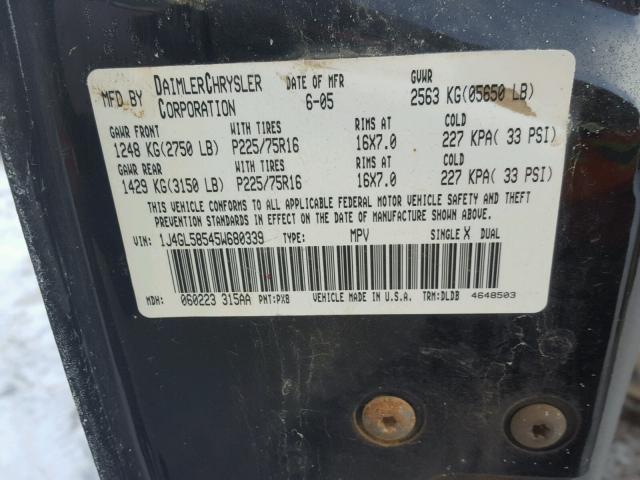 MFD BY DAIMLERCHRYSLER CORPORATION DATE OF MFR 6-05 GVWR 2563 KG(05650 LB)
GAWR FRONT WITH TIRES RIMS AT COLD
1248 KG(2750 LB) P225/75R16 16X7.0 227 KPA( 33 PSI)
GAWR REAR WITH TIRES RIMS AT COLD
1429 KG(3150 LB) P225/75R16 16X7.0 227 KPA( 33 PSI)
THIS VEHICLE CONFORMS TO ALL APPLICABLE FEDERAL MOTOR VEHICLE SAFETY AND THEFT
PREVENTION STANDARDS IN EFFECT ON THE DATE OF MANUFACTURE SHOWN ABOVE.
VIN: 1J4GL58545W680339 TYPE: MPV SINGLE X DUAL
MDH: 060223 315AA PNT:PXB VEHICLE MADE IN U.S.A. TRM:DLDB 4648503